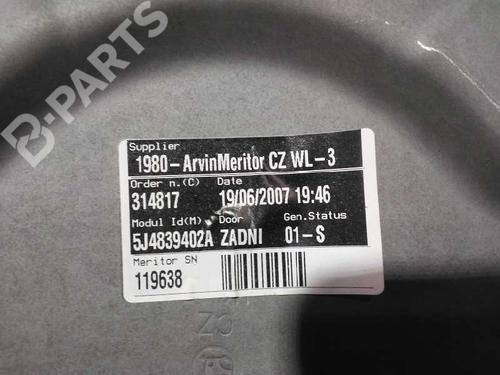 B-PARTS
Supplier
1980-ArvinMeritor CZ WL-3
Order n.(C) Date
314817 19/06/2007 19:46
Modul Id(M) Door Gen.Status
5J4839402A ZADNI 01-S
Meritor SN
119638
CZ